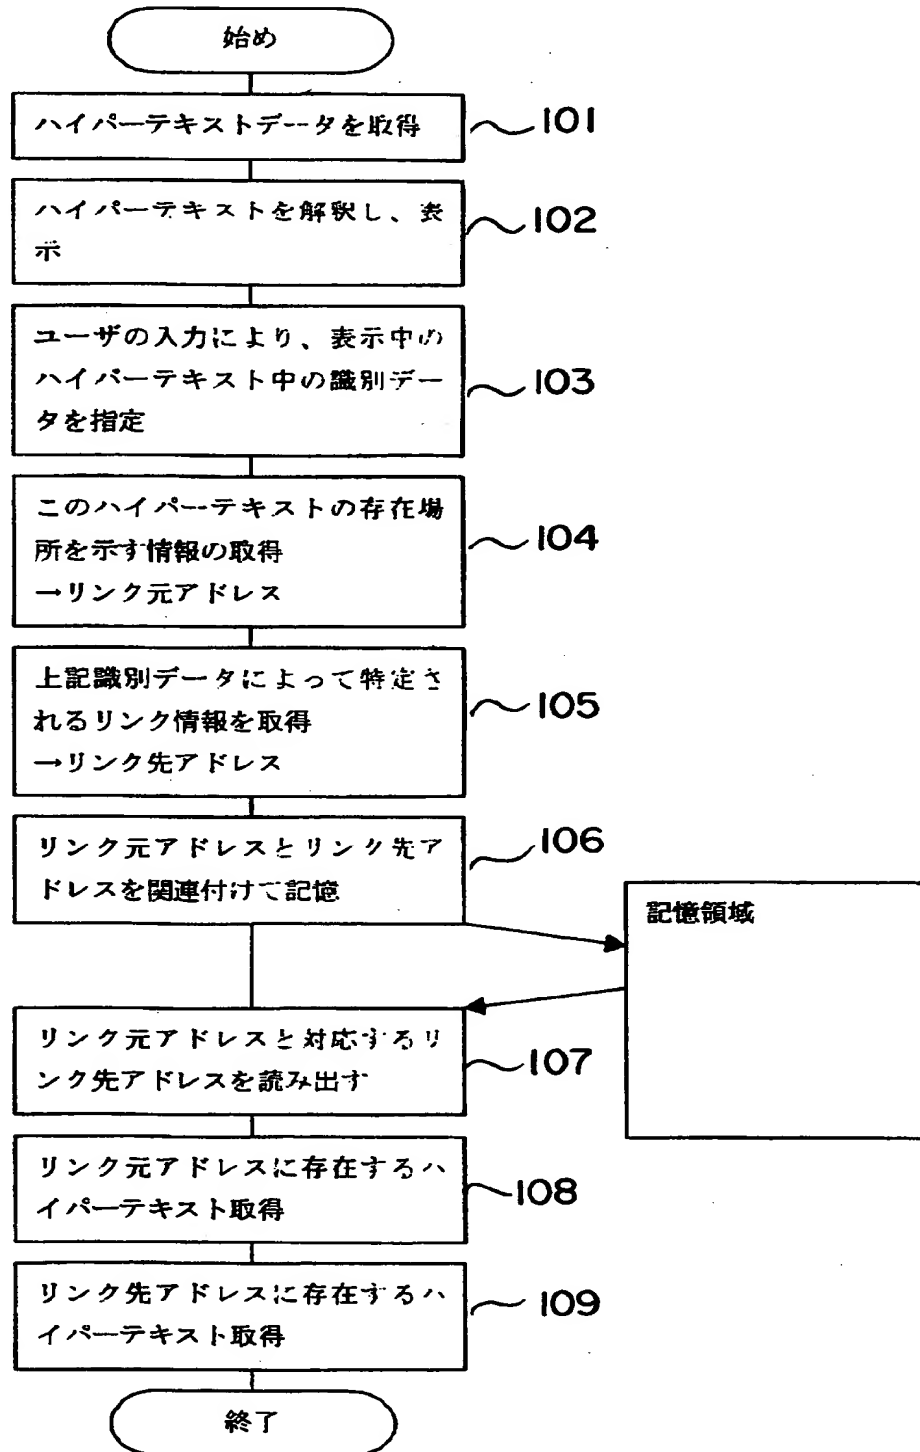 始め
ハイパーテキストデータを取得
101
ハイパーテキストを解釈し、表
示
102
ユーザの入力により、表示中の
ハイパーテキスト中の識別デー
タを指定
103
このハイパーテキストの存在場
所を示す情報の取得
→リンク元アドレス
104
上記識別データによって特定さ
れるリンク情報を取得
→リンク先アドレス
105
リンク元アドレスとリンク先ア
ドレスを関連付けて記憶
106
記憶領域
リンク元アドレスと対応するリ
ンク先アドレスを読み出す
107
リンク元アドレスに存在するハ
イパーテキスト取得
108
リンク先アドレスに存在するハ
イパーテキスト取得
109
終了